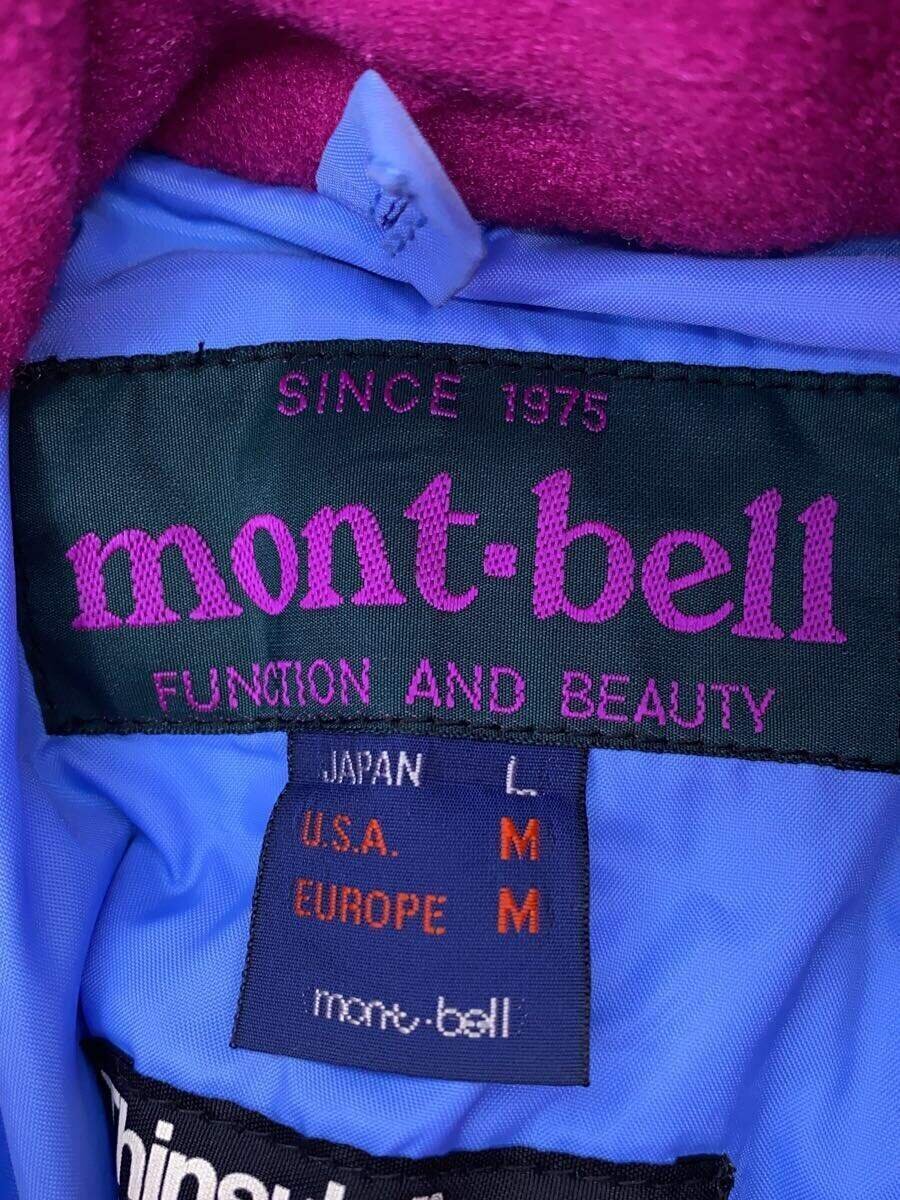 SINCE 1975
mont·bell
FUNCTION AND BEAUTY
JAPAN L
U.S.A. M
EUROPE M
mont·bell